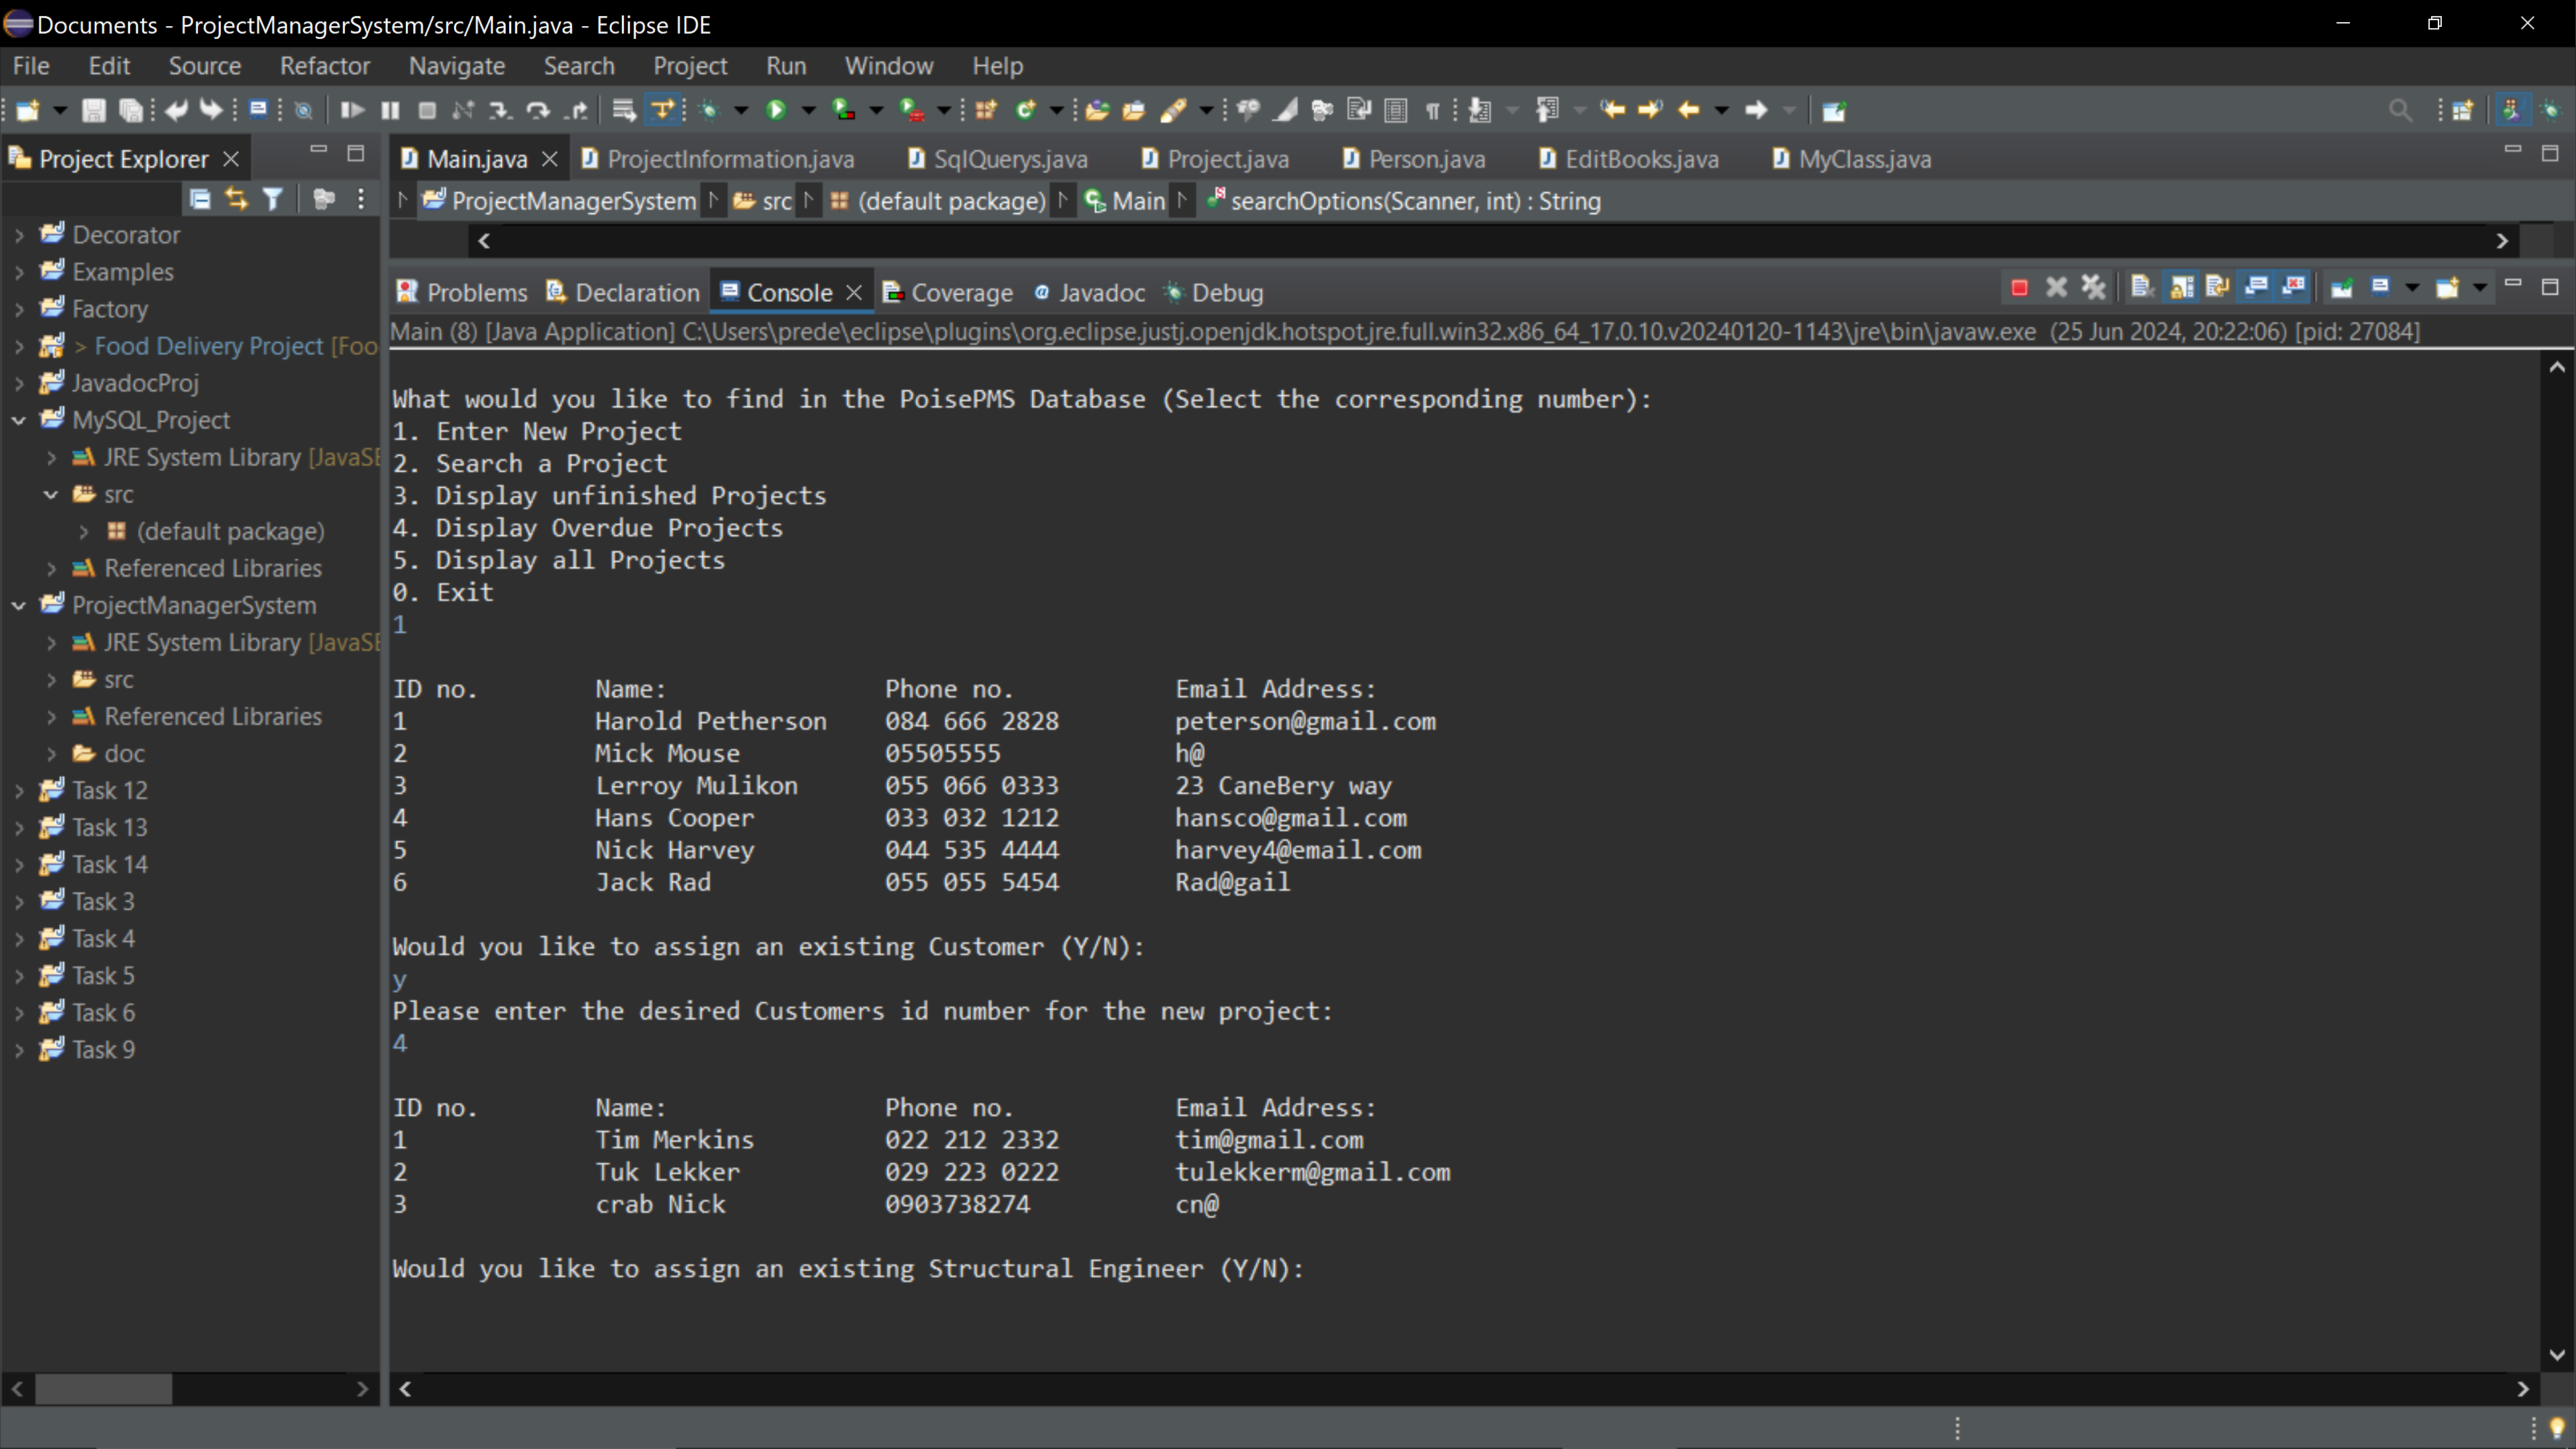 Documents - ProjectManagerSystem/src/Main.java - Eclipse IDE
File Edit Source Refactor Navigate Search Project Run Window Help
Project Explorer
Main.java ProjectInformation.java SqlQuerys.java Project.java Person.java EditBooks.java MyClass.java
ProjectManagerSystem src (default package) Main searchOptions(Scanner, int) : String
Decorator
Examples
Factory
> Food Delivery Project [Foo
JavadocProj
MySQL_Project
JRE System Library [JavaSE
src
(default package)
Referenced Libraries
ProjectManagerSystem
JRE System Library [JavaSE
src
Referenced Libraries
doc
Task 12
Task 13
Task 14
Task 3
Task 4
Task 5
Task 6
Task 9
Problems Declaration Console Coverage Javadoc Debug
Main (8) [Java Application] C:\Users\prede\eclipse\plugins\org.eclipse.justj.openjdk.hotspot.jre.full.win32.x86_64_17.0.10.v20240120-1143\jre\bin\javaw.exe (25 Jun 2024, 20:22:06) [pid: 27084]
What would you like to find in the PoisePMS Database (Select the corresponding number):
1. Enter New Project
2. Search a Project
3. Display unfinished Projects
4. Display Overdue Projects
5. Display all Projects
0. Exit
1
ID no. Name: Phone no. Email Address:
1 Harold Petherson 084 666 2828 peterson@gmail.com
2 Mick Mouse 05505555 h@
3 Lerroy Mulikon 055 066 0333 23 CaneBery way
4 Hans Cooper 033 032 1212 hansco@gmail.com
5 Nick Harvey 044 535 4444 harvey4@email.com
6 Jack Rad 055 055 5454 Rad@gail
Would you like to assign an existing Customer (Y/N):
y
Please enter the desired Customers id number for the new project:
4
ID no. Name: Phone no. Email Address:
1 Tim Merkins 022 212 2332 tim@gmail.com
2 Tuk Lekker 029 223 0222 tulekkerm@gmail.com
3 crab Nick 0903738274 cn@
Would you like to assign an existing Structural Engineer (Y/N):